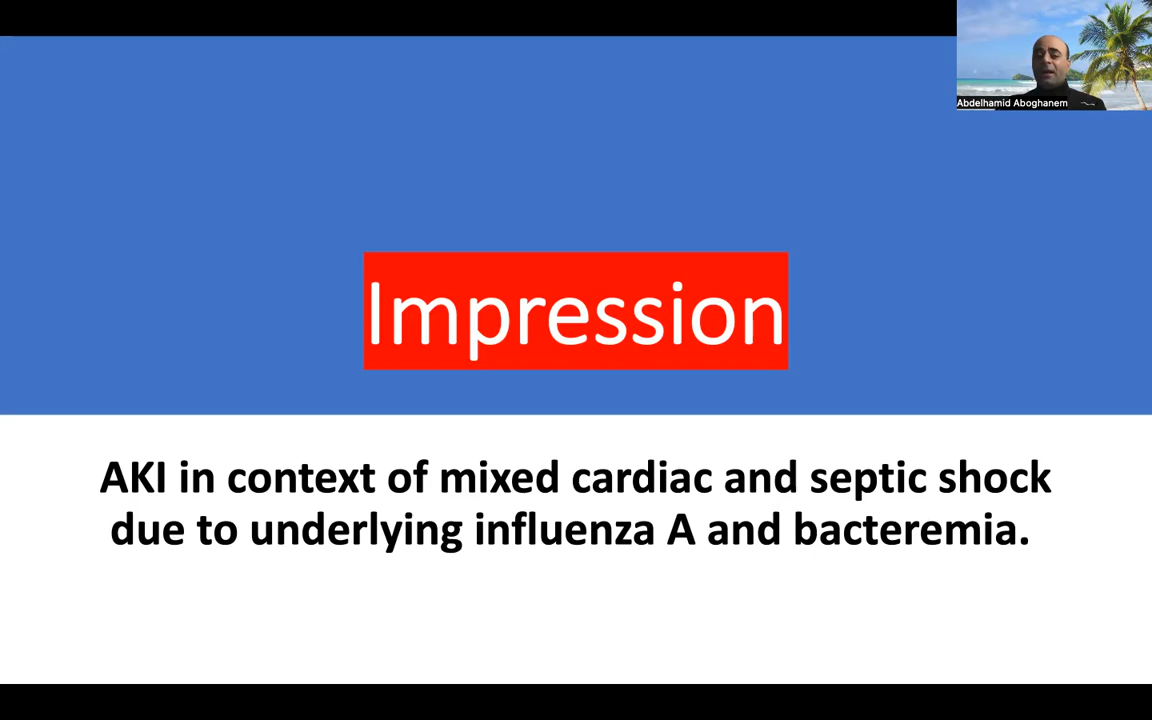 Abdelhamid Aboghanem
Impression
AKI in context of mixed cardiac and septic shock
due to underlying influenza A and bacteremia.